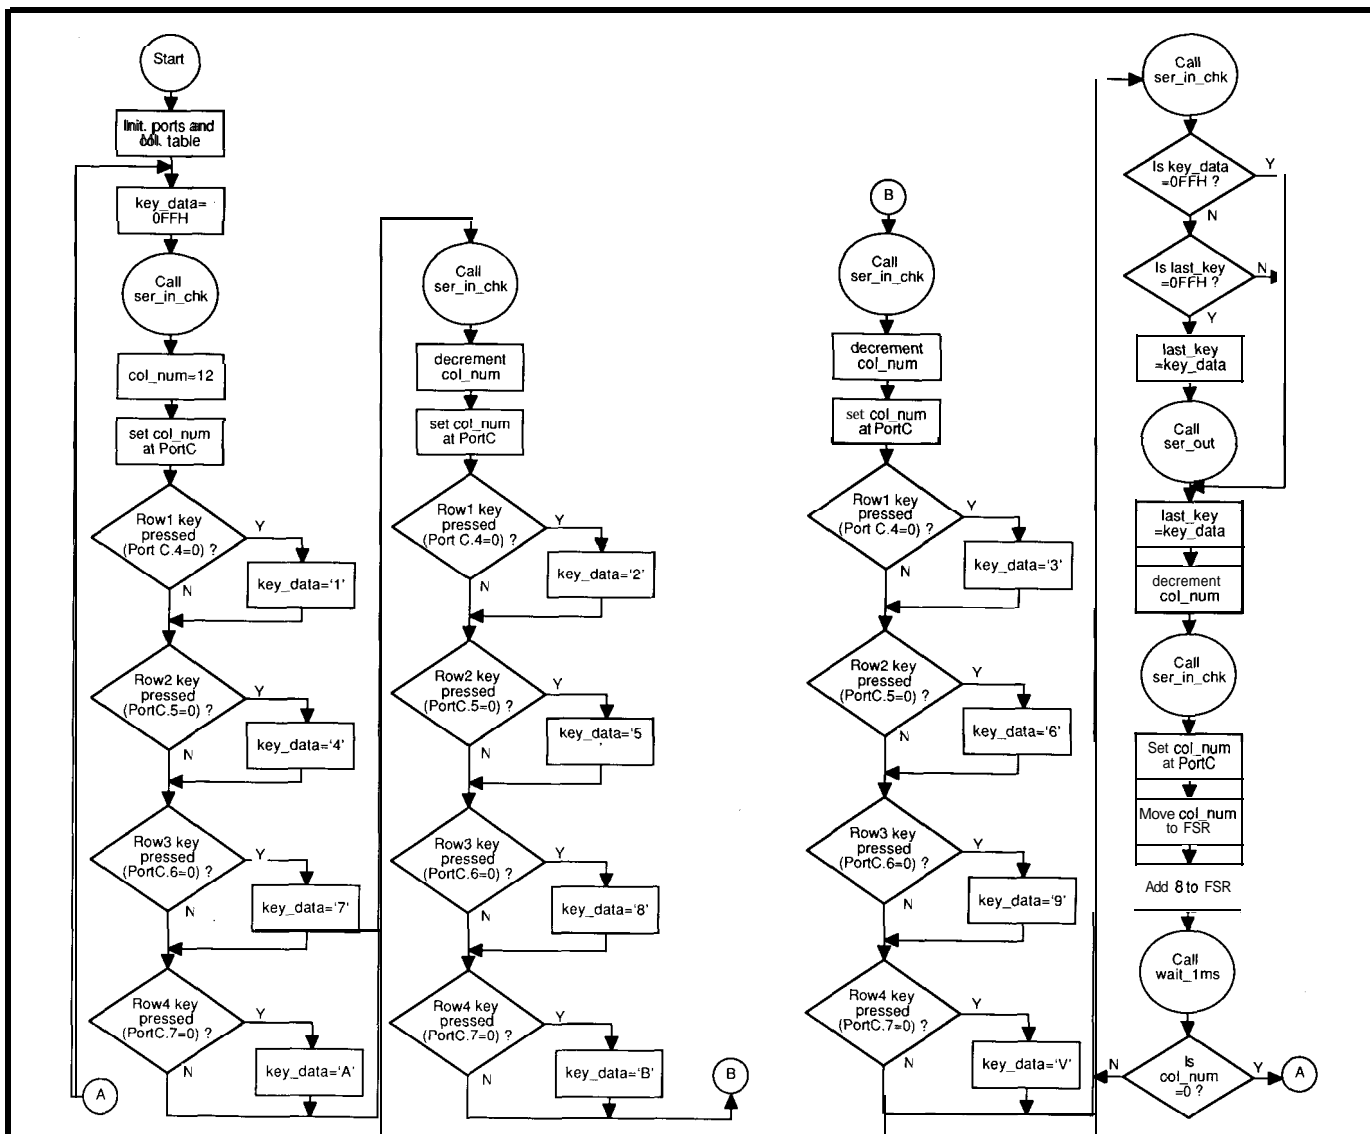 Start
Init. ports and
col. table
key_data=
0FFH
Call
ser_in_chk
col_num=12
set col_num
at PortC
Row1 key
pressed
(Port C.4=0) ?
Y
N
key_data='1'
Row2 key
pressed
(PortC.5=0) ?
Y
N
key_data='4'
Row3 key
pressed
(PortC.6=0) ?
Y
N
key_data='7'
Row4 key
pressed
(PortC.7=0) ?
Y
N
key_data='A'
A
Call
ser_in_chk
decrement
col_num
set col_num
at PortC
Row1 key
pressed
(Port C.4=0) ?
Y
N
key_data='2'
Row2 key
pressed
(PortC.5=0) ?
Y
N
key_data='5
'
Row3 key
pressed
(PortC.6=0) ?
Y
N
key_data='8'
Row4 key
pressed
(PortC.7=0) ?
Y
N
key_data='B'
B
B
Call
ser_in_chk
decrement
col_num
set col_num
at PortC
Row1 key
pressed
(Port C.4=0) ?
Y
N
key_data='3'
Row2 key
pressed
(PortC.5=0) ?
Y
N
key_data='6'
Row3 key
pressed
(PortC.6=0) ?
Y
N
key_data='9'
Row4 key
pressed
(PortC.7=0) ?
Y
N
key_data='V'
Call
ser_in_chk
Is key_data
=0FFH ?
Y
N
Is last_key
=0FFH ?
N
Y
last_key
=key_data
Call
ser_out
last_key
=key_data
decrement
col_num
Call
ser_in_chk
Set col_num
at PortC
Move col_num
to FSR
Add 8 to FSR
Call
wait_1ms
Is
col_num
=0 ?
N
Y
A